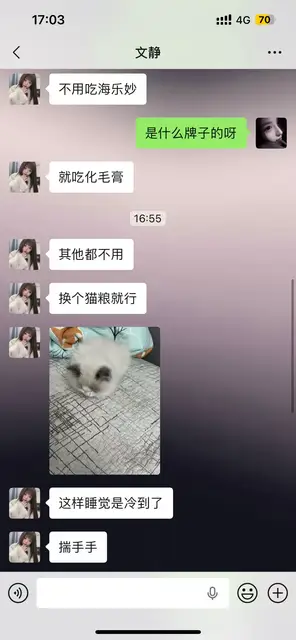 17:03
4G
70
文静
不用吃海乐妙
是什么牌子的呀
就吃化毛膏
16:55
其他都不用
换个猫粮就行
这样睡觉是冷到了
揣手手